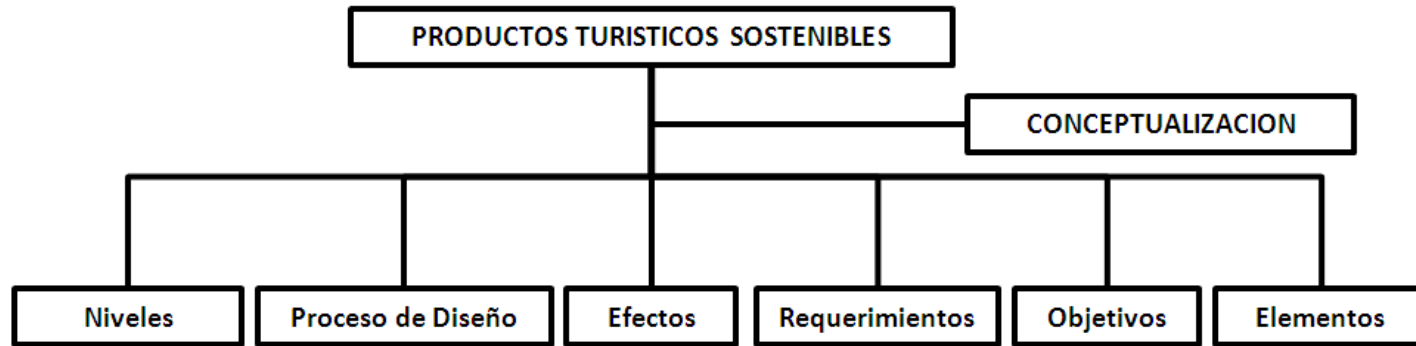 PRODUCTOS TURISTICOS SOSTENIBLES
CONCEPTUALIZACION
Niveles
Proceso de Diseño
Efectos
Requerimientos
Objetivos
Elementos